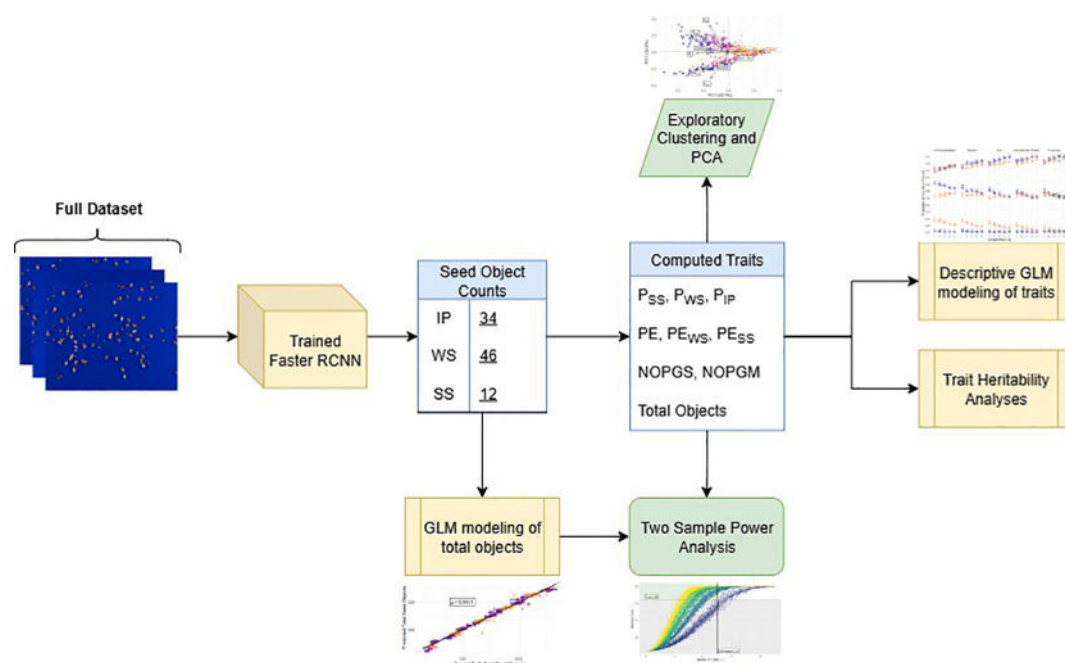 Exploratory
Clustering and
PCA
Full Dataset
Trained
Faster RCNN
Seed Object
Counts
IP 34
WS 46
SS 12
Computed Traits
PSS, PWS, PIP
PE, PEWS, PESS
NOPGS, NOPGM
Total Objects
Descriptive GLM
modeling of traits
Trait Heritability
Analyses
GLM modeling of
total objects
Two Sample Power
Analysis